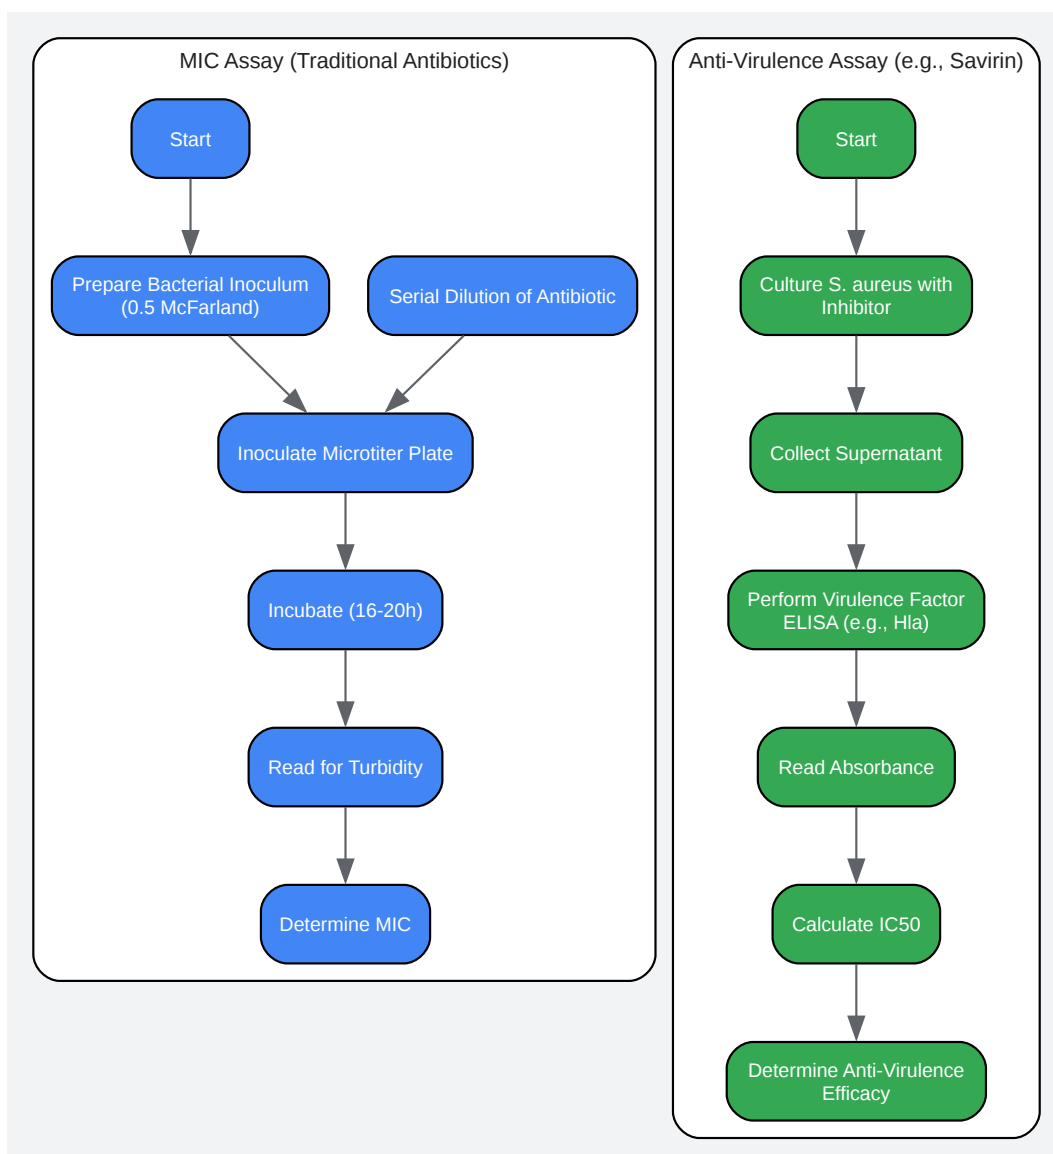 MIC Assay (Traditional Antibiotics)
Start
Prepare Bacterial Inoculum
(0.5 McFarland)
Serial Dilution of Antibiotic
Inoculate Microtiter Plate
Incubate (16-20h)
Read for Turbidity
Determine MIC
Anti-Virulence Assay (e.g., Savirin)
Start
Culture S. aureus with
Inhibitor
Collect Supernatant
Perform Virulence Factor
ELISA (e.g., Hla)
Read Absorbance
Calculate IC50
Determine Anti-Virulence
Efficacy